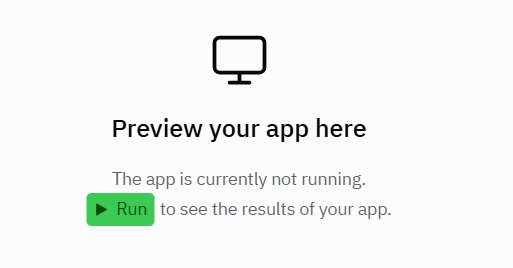 Preview your app here
The app is currently not running.
Run to see the results of your app.